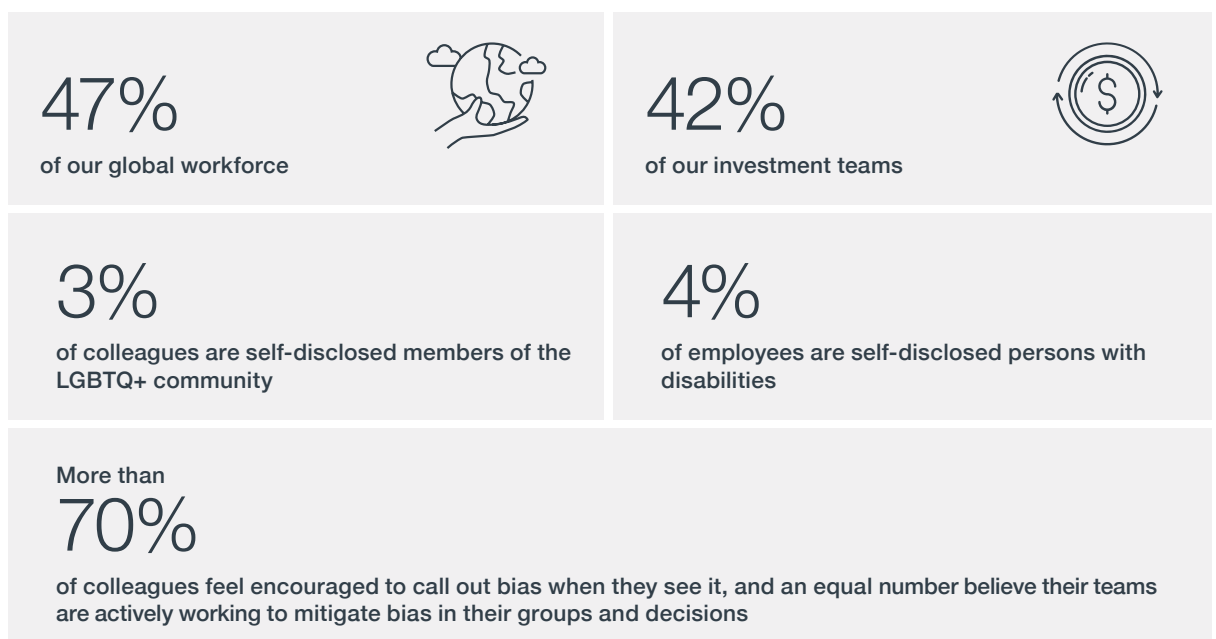 47%
of our global workforce
42%
of our investment teams
3%
of colleagues are self-disclosed members of the
LGBTQ+ community
4%
of employees are self-disclosed persons with
disabilities
More than
70%
of colleagues feel encouraged to call out bias when they see it, and an equal number believe their teams
are actively working to mitigate bias in their groups and decisions